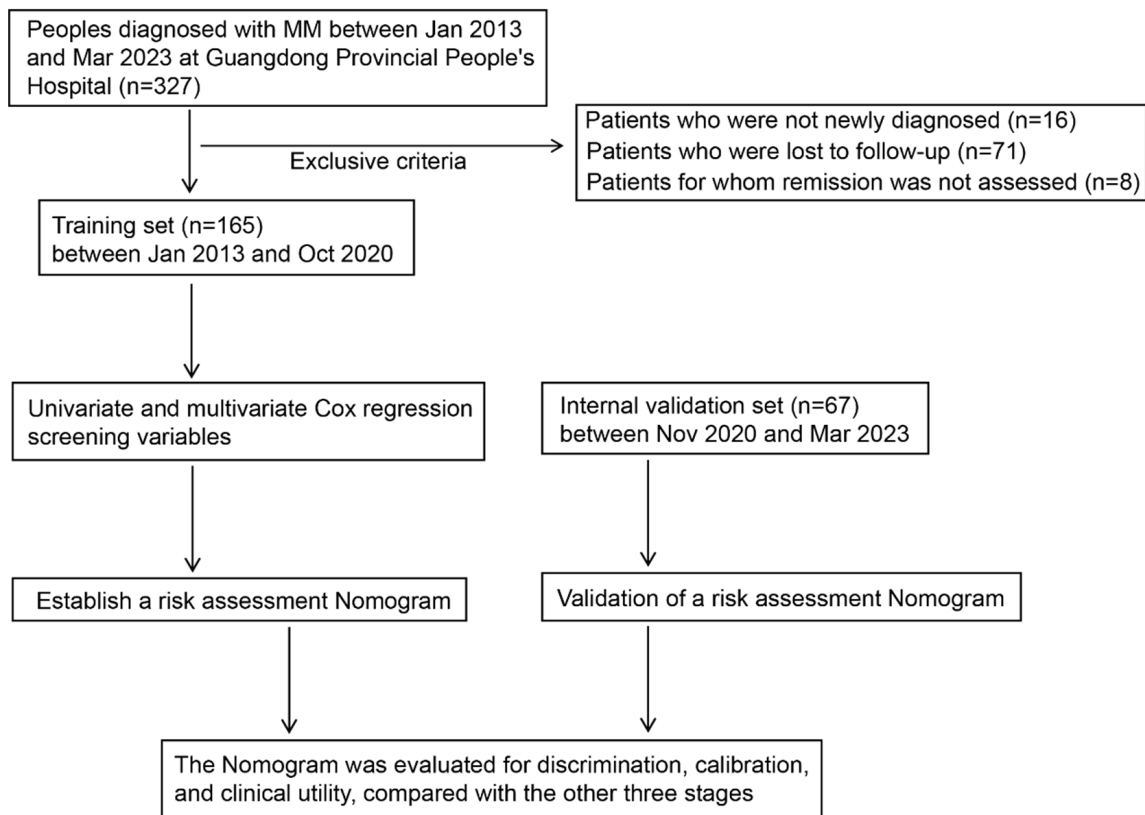 Peoples diagnosed with MM between Jan 2013
and Mar 2023 at Guangdong Provincial People's
Hospital (n=327)
Exclusive criteria
Patients who were not newly diagnosed (n=16)
Patients who were lost to follow-up (n=71)
Patients for whom remission was not assessed (n=8)
Training set (n=165)
between Jan 2013 and Oct 2020
Univariate and multivariate Cox regression
screening variables
Internal validation set (n=67)
between Nov 2020 and Mar 2023
Establish a risk assessment Nomogram
Validation of a risk assessment Nomogram
The Nomogram was evaluated for discrimination, calibration,
and clinical utility, compared with the other three stages